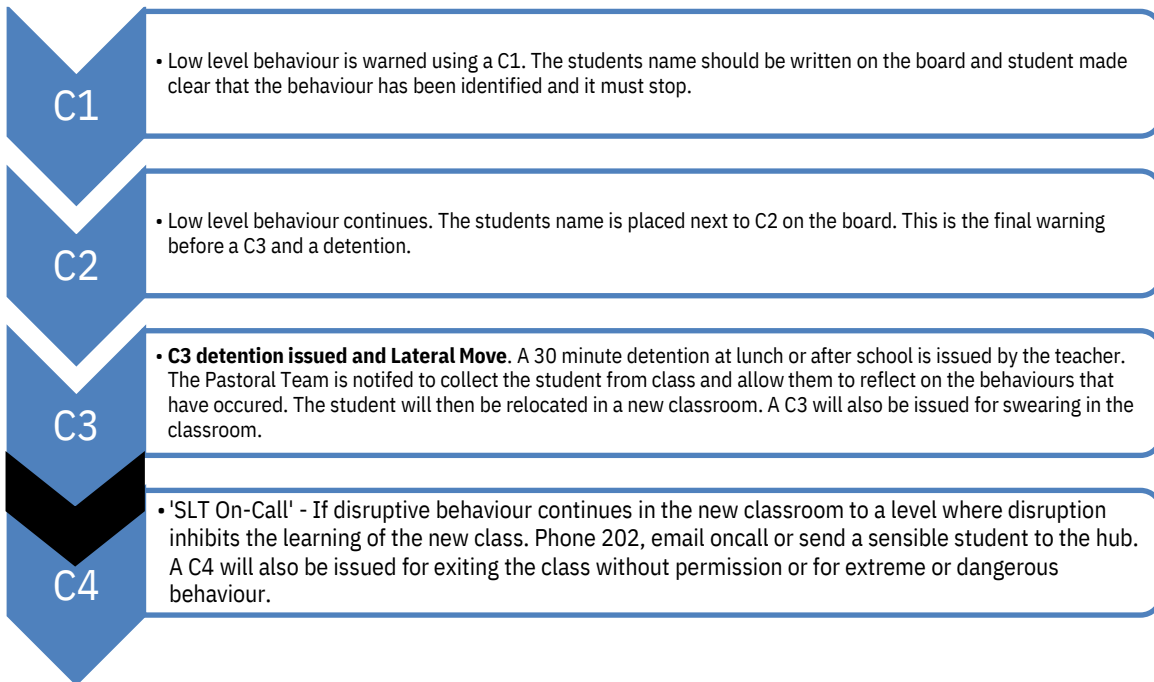 C1
• Low level behaviour is warned using a C1. The students name should be written on the board and student made
clear that the behaviour has been identified and it must stop.
C2
• Low level behaviour continues. The students name is placed next to C2 on the board. This is the final warning
before a C3 and a detention.
C3
• C3 detention issued and Lateral Move. A 30 minute detention at lunch or after school is issued by the teacher.
The Pastoral Team is notifed to collect the student from class and allow them to reflect on the behaviours that
have occured. The student will then be relocated in a new classroom. A C3 will also be issued for swearing in the
classroom.
C4
• 'SLT On-Call' - If disruptive behaviour continues in the new classroom to a level where disruption
inhibits the learning of the new class. Phone 202, email oncall or send a sensible student to the hub.
A C4 will also be issued for exiting the class without permission or for extreme or dangerous
behaviour.